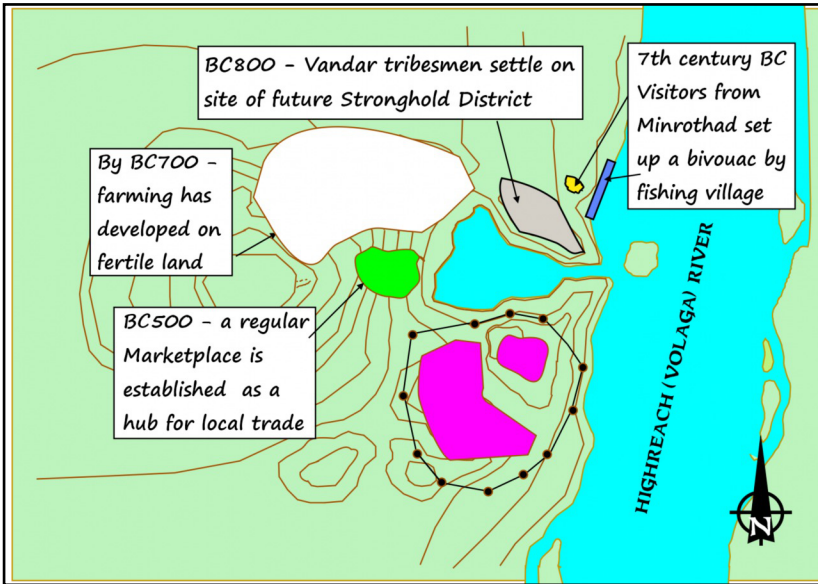 BC800 - Vandar tribesmen settle on
site of future Stronghold District
7th century BC
Visitors from
Minrothad set
up a bivouac by
fishing village
By BC700 -
farming has
developed on
fertile land
BC500 - a regular
Marketplace is
established as a
hub for local trade
HIGHREACH (VOLAGA) RIVER
N